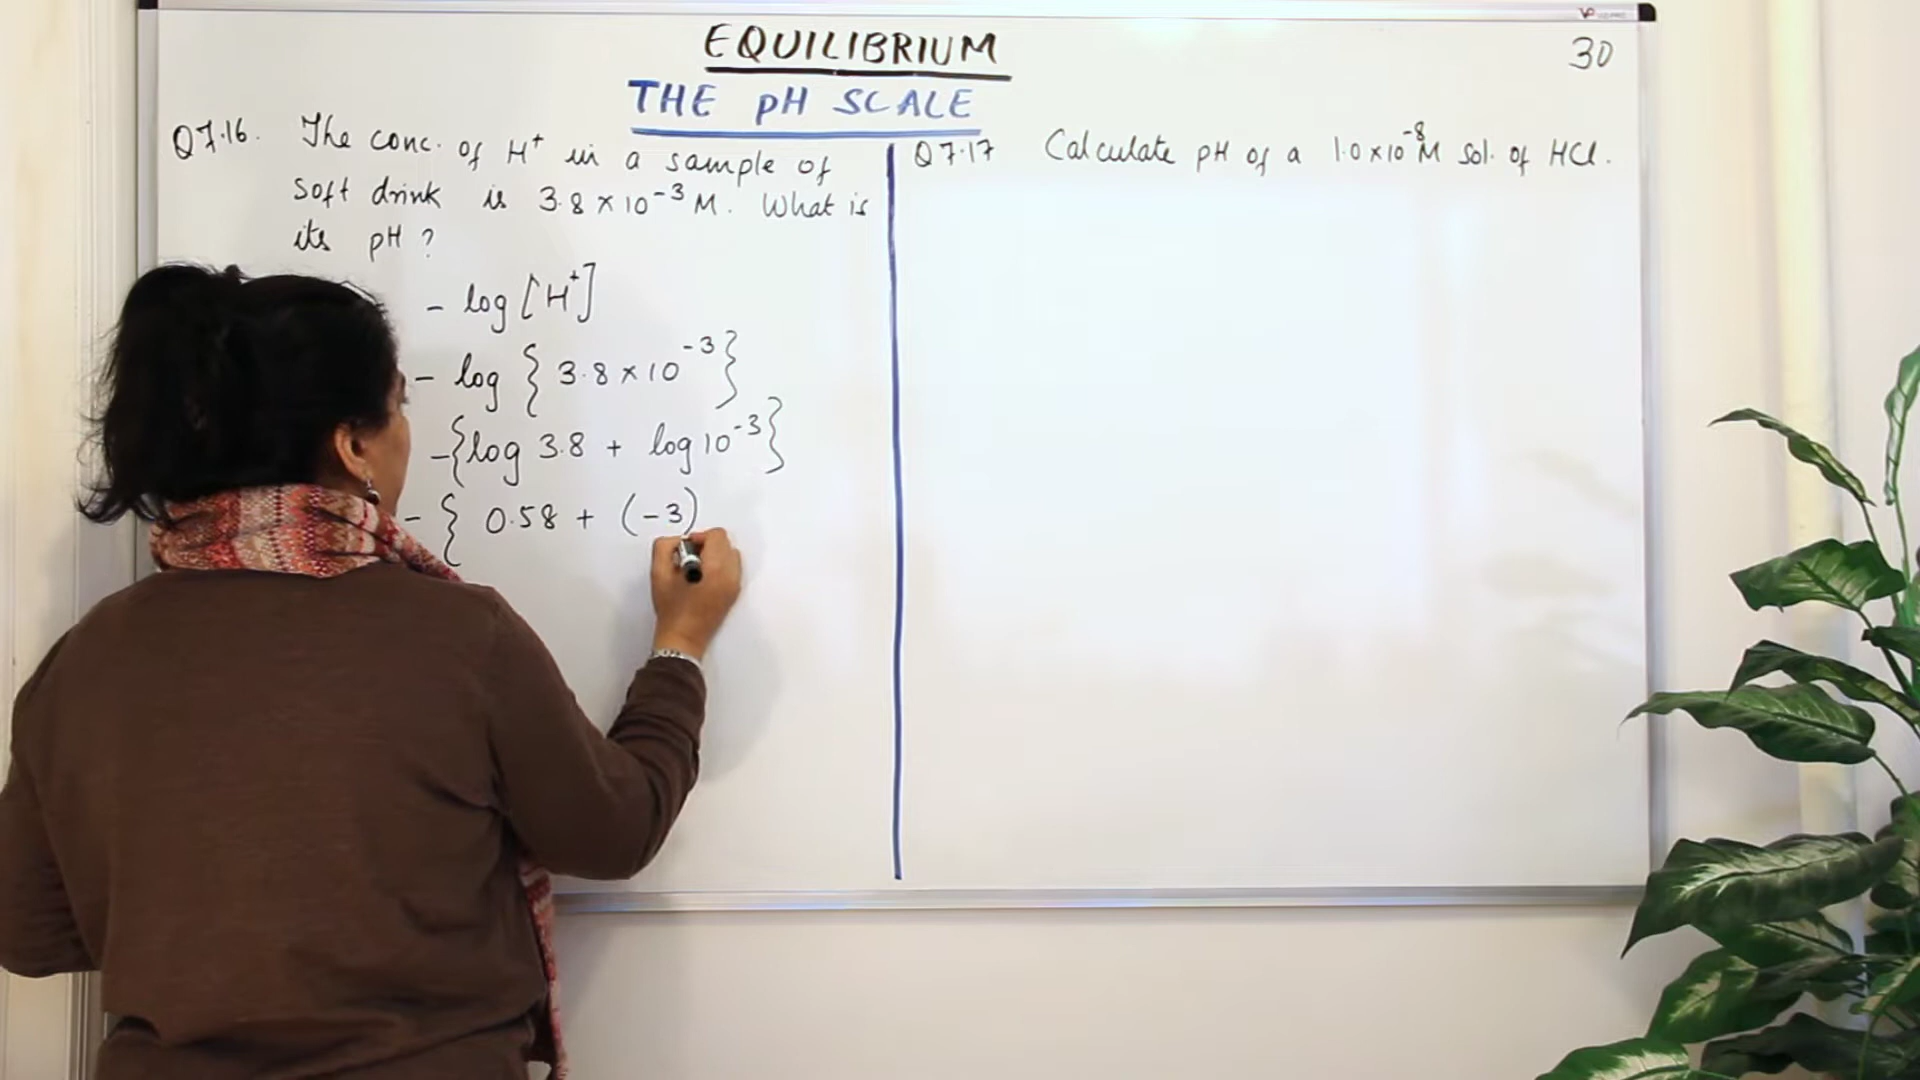 EQUILIBRIUM
30
THE pH SCALE
Q7.16. The conc. of H⁺ in a sample of
soft drink is 3.8 × 10⁻³ M. What is
its pH ?
- log [H⁺]
- log { 3.8 × 10⁻³ }
- {log 3.8 + log 10⁻³}
- { 0.58 + (-3)
Q7.17 Calculate pH of a 1.0 × 10⁻⁸ M sol. of HCl.